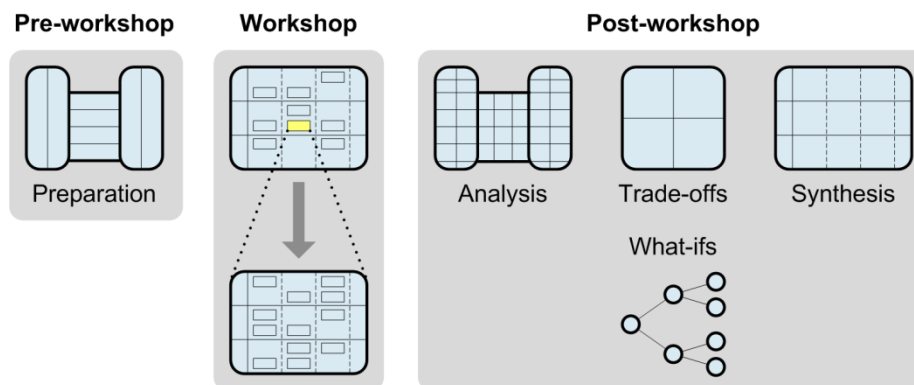 Pre-workshop
Workshop
Post-workshop
Preparation
Analysis
Trade-offs
Synthesis
What-ifs